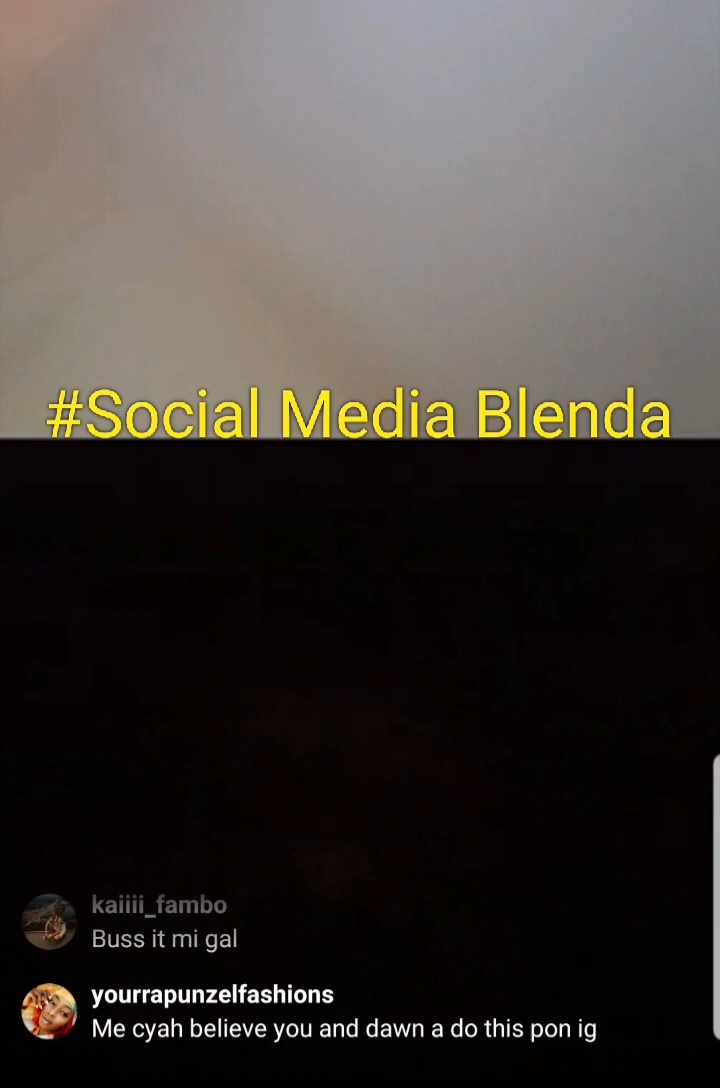 #Social Media Blenda
kaiiii_fambo
Buss it mi gal
yourrapunzelfashions
Me cyah believe you and dawn a do this pon ig